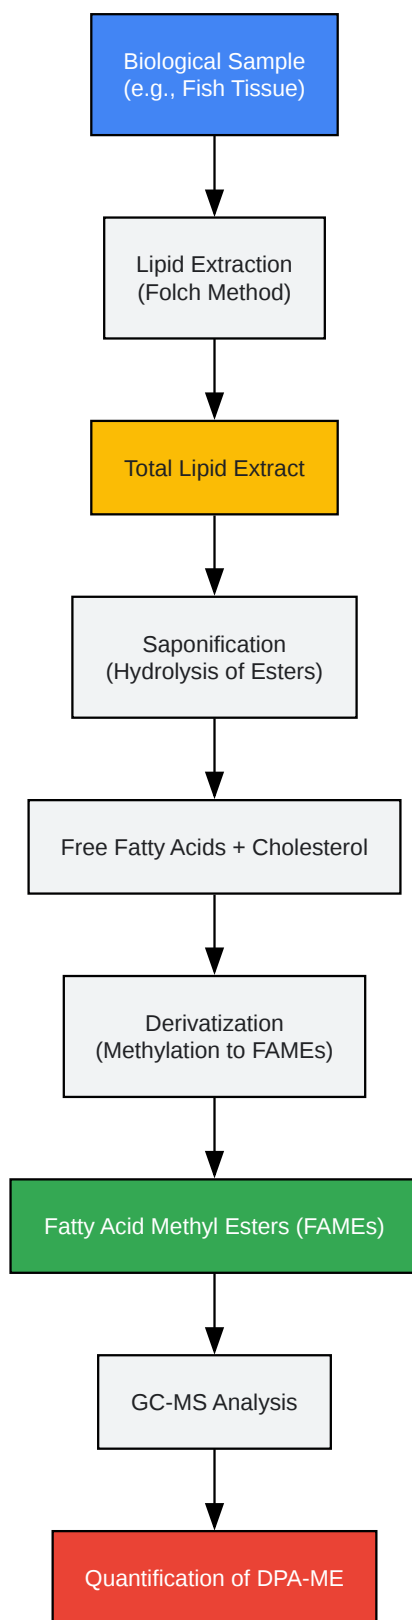 Biological Sample
(e.g., Fish Tissue)
Lipid Extraction
(Folch Method)
Total Lipid Extract
Saponification
(Hydrolysis of Esters)
Free Fatty Acids + Cholesterol
Derivatization
(Methylation to FAMEs)
Fatty Acid Methyl Esters (FAMEs)
GC-MS Analysis
Quantification of DPA-ME